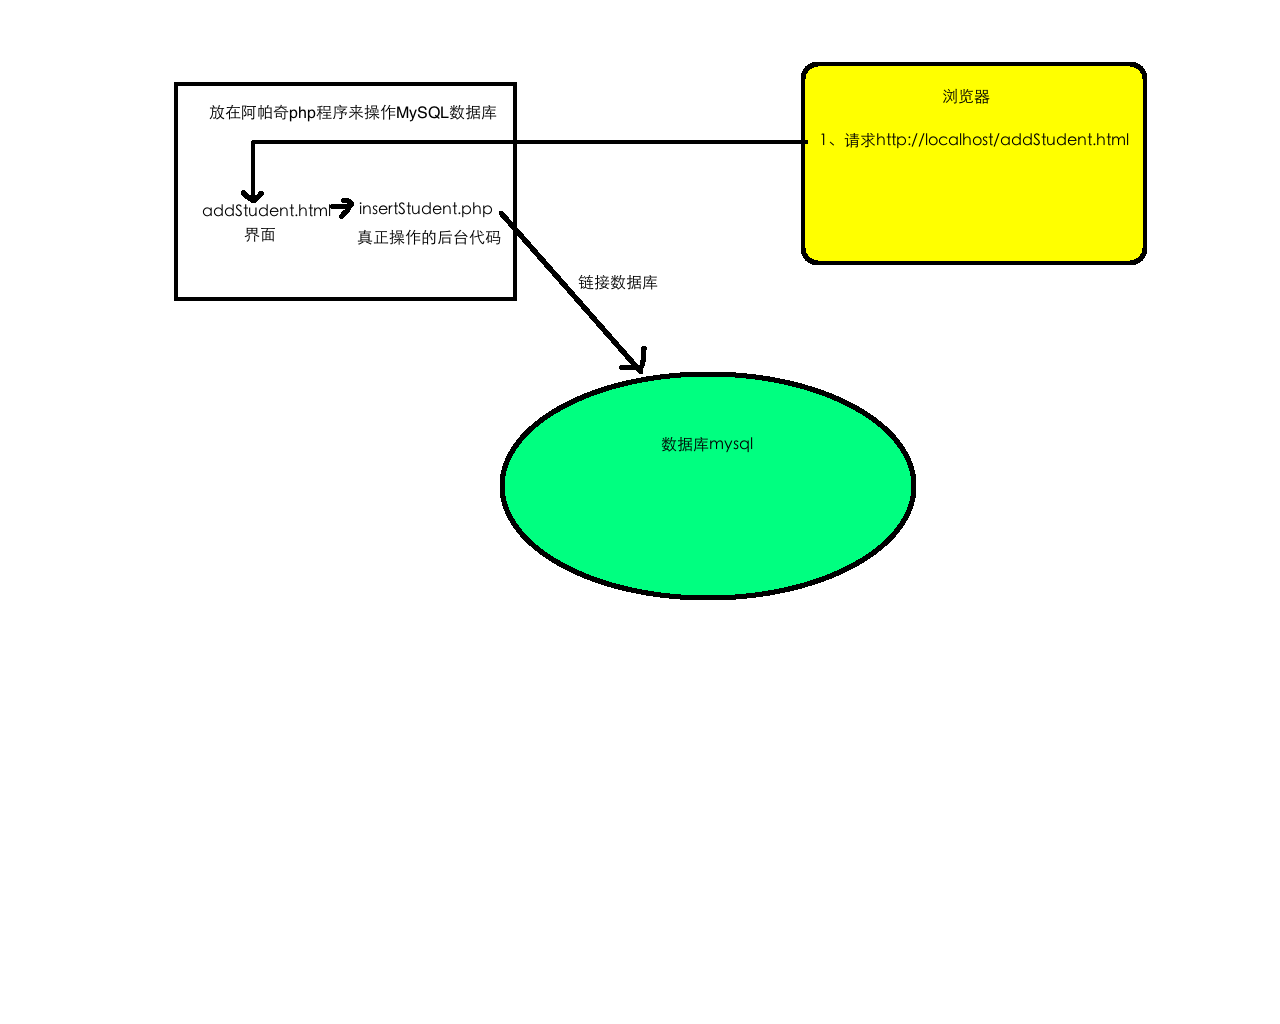 浏览器
放在阿帕奇php程序来操作MySQL数据库
1、请求http://localhost/addStudent.html
addStudent.html
insertStudent.php
界面
真正操作的后台代码
链接数据库
数据库mysql